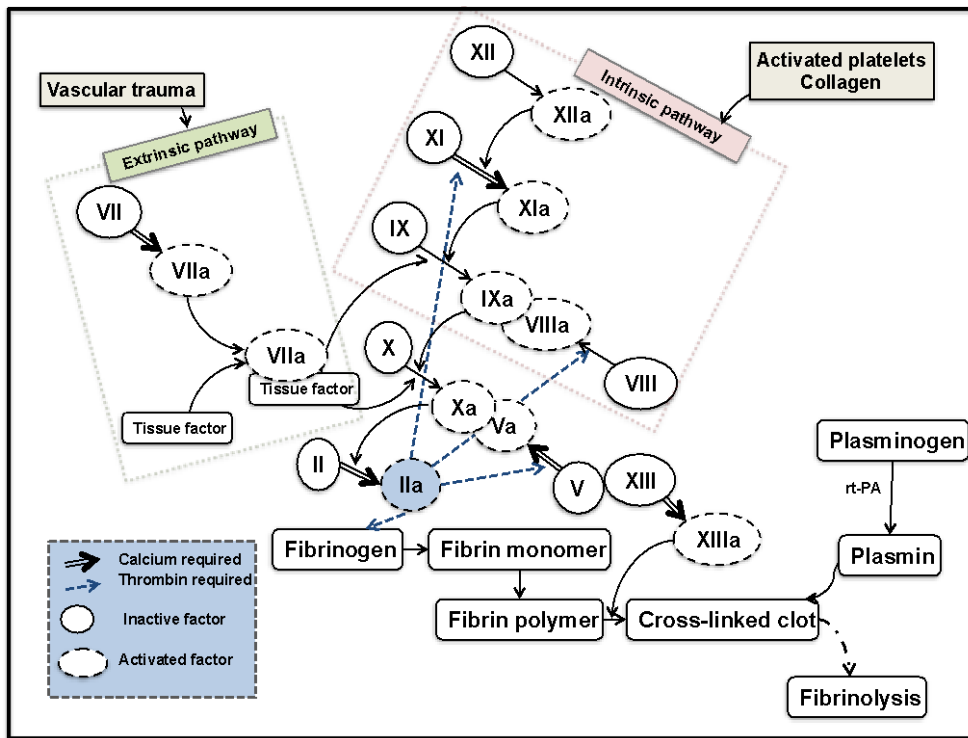 Vascular trauma
Extrinsic pathway
Intrinsic pathway
Activated platelets
Collagen
XII
XIIa
XI
XIa
VII
VIIa
IX
IXa
VIIIa
VIII
VIIa
Tissue factor
Tissue factor
X
Xa
Va
II
IIa
V
XIII
XIIIa
Plasminogen
rt-PA
Plasmin
Fibrinogen
Fibrin monomer
Fibrin polymer
Cross-linked clot
Fibrinolysis
Calcium required
Thrombin required
Inactive factor
Activated factor